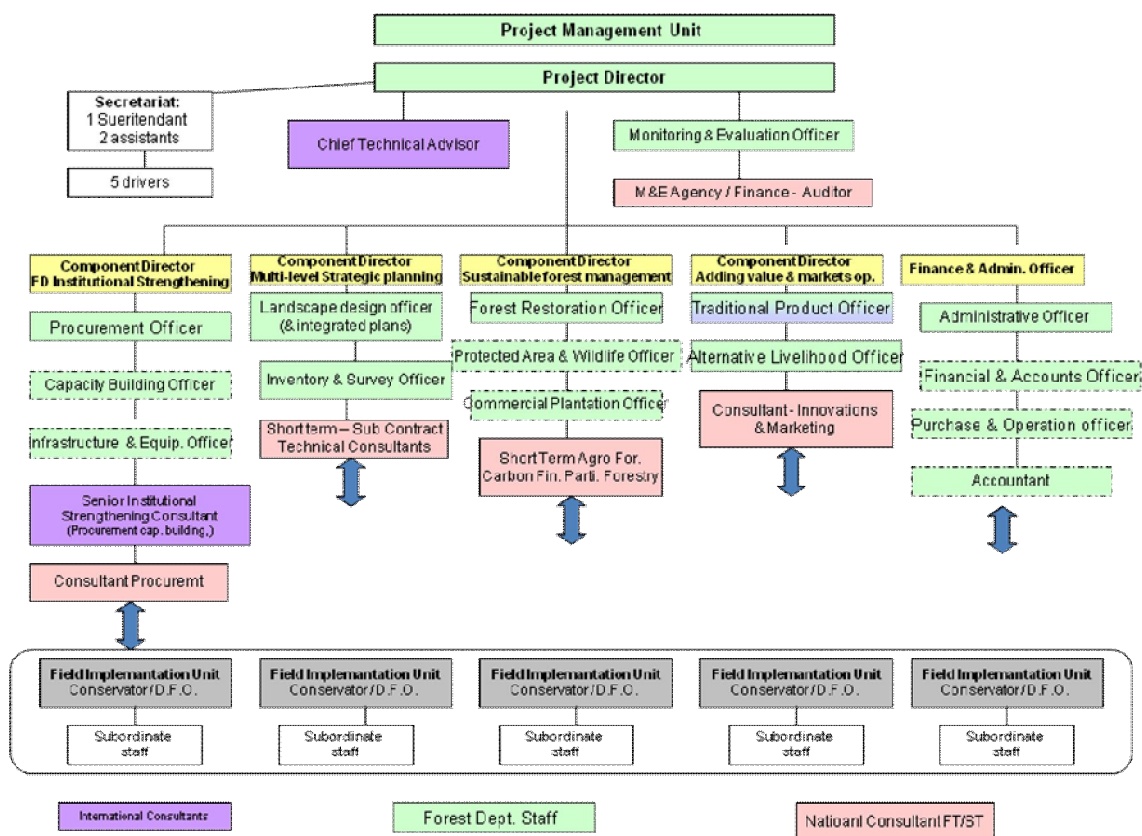 Project Management Unit
Project Director
Secretariat:
1 Sueritendant
2 assistants
5 drivers
Chief Technical Advisor
Monitoring & Evaluation Officer
M&E Agency / Finance - Auditor
Component Director
FD Institutional Strengthening
Procurement Officer
Capacity Building Officer
Infrastructure & Equip. Officer
Senior Institutional
Strengthening Consultant
(Procurement cap. building,)
Consultant Procuremt
Component Director
Multi-level Strategic planning
Landscape design officer
(& integrated plans)
Inventory & Survey Officer
Short term – Sub Contract
Technical Consultants
Component Director
Sustainable forest management
Forest Restoration Officer
Protected Area & Wildlife Officer
Commercial Plantation Officer
Short Term Agro For.
Carbon Fin. Parti. Forestry
Component Director
Adding value & markets op.
Traditional Product Officer
Alternative Livelihood Officer
Consultant - Innovations
& Marketing
Finance & Admin. Officer
Administrative Officer
Financial & Accounts Officer
Purchase & Operation officer
Accountant
Field Implemantation Unit
Conservator / D.F.O.
Subordinate
staff
Field Implemantation Unit
Conservator / D.F.O.
Subordinate
staff
Field Implemantation Unit
Conservator / D.F.O.
Subordinate
staff
Field Implemantation Unit
Conservator / D.F.O.
Subordinate
staff
Field Implemantation Unit
Conservator / D.F.O.
Subordinate
staff
International Consultants
Forest Dept. Staff
Natioanl Consultant FT/ST